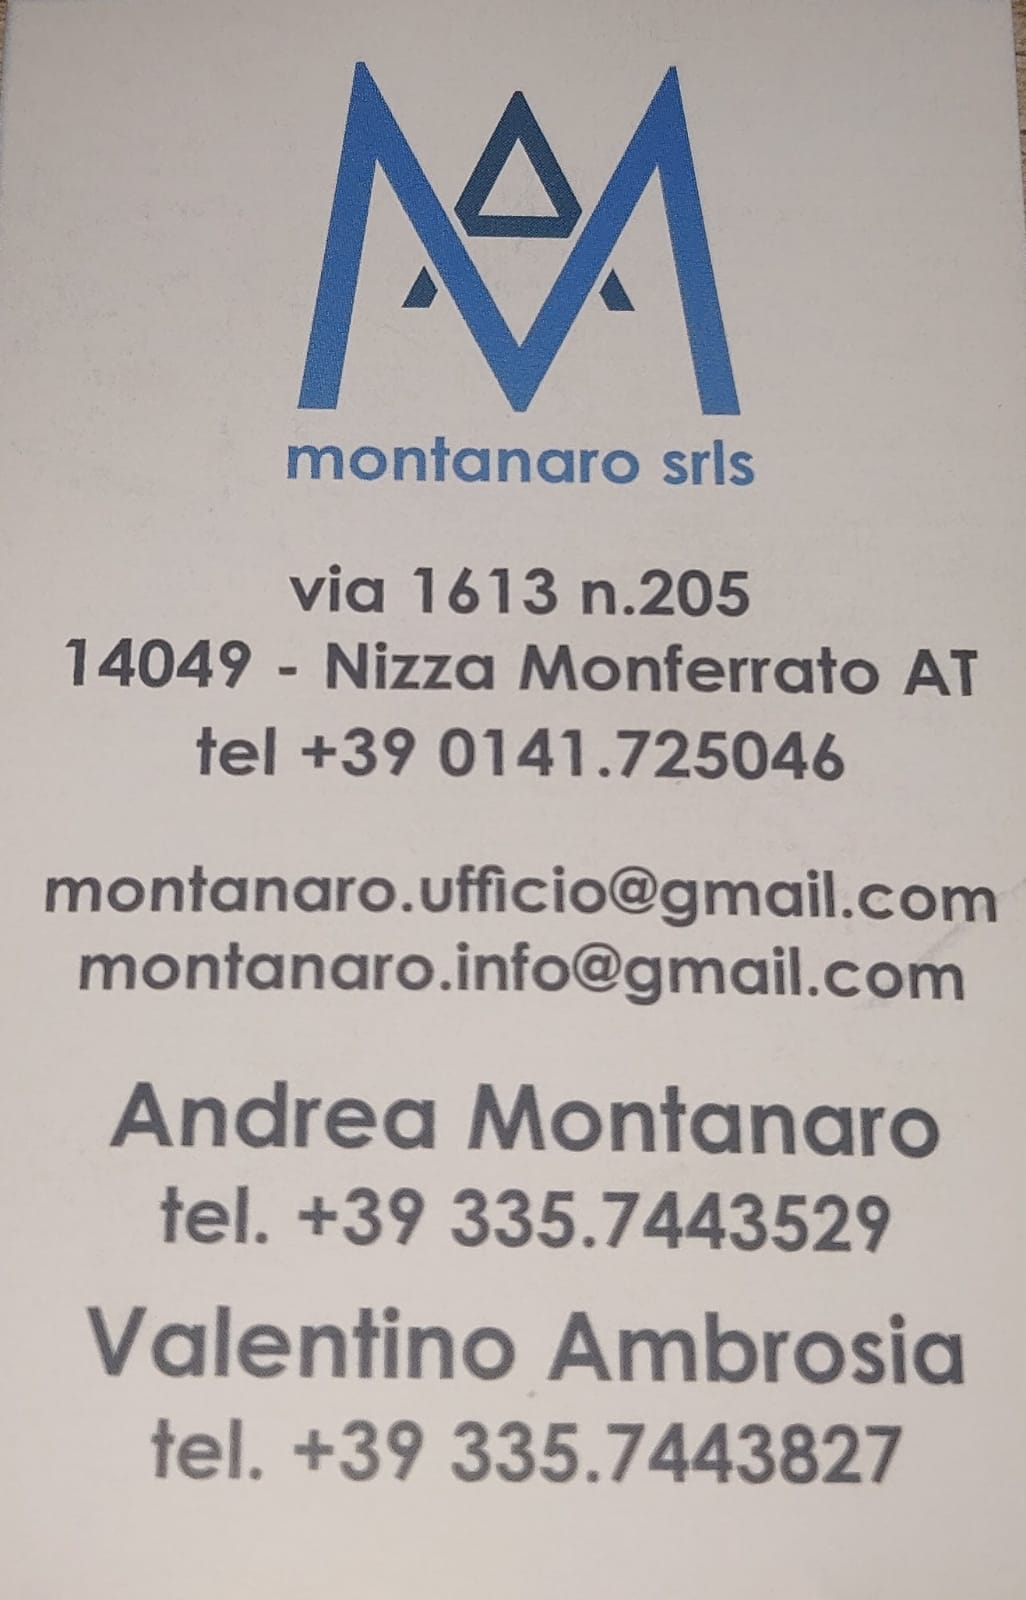 montanaro srls
via 1613 n.205
14049 - Nizza Monferrato AT
tel +39 0141.725046
montanaro.ufficio@gmail.com
montanaro.info@gmail.com
Andrea Montanaro
tel. +39 335.7443529
Valentino Ambrosia
tel. +39 335.7443827